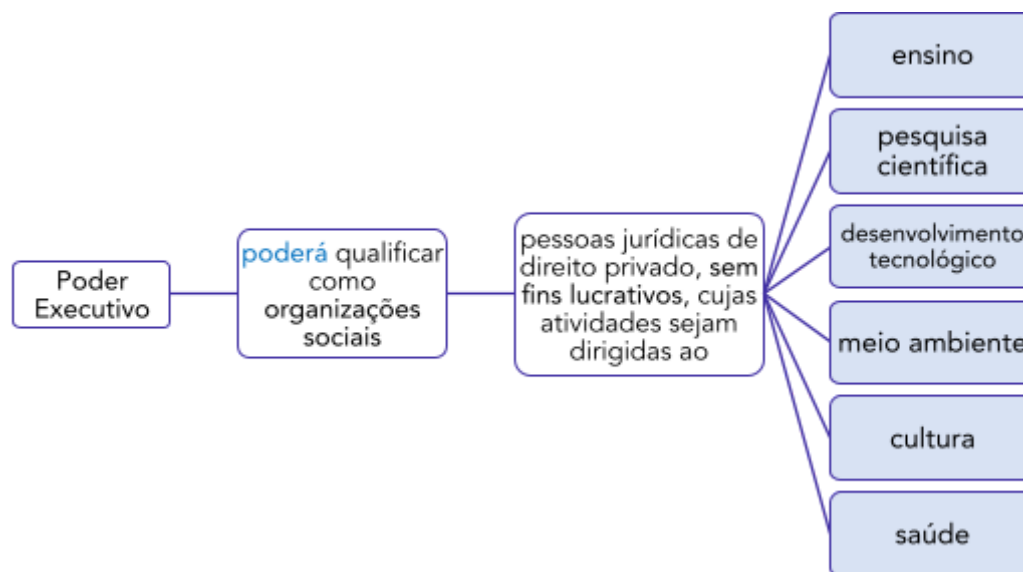 Poder
Executivo
poderá qualificar
como
organizações
sociais
pessoas jurídicas de
direito privado, sem
fins lucrativos, cujas
atividades sejam
dirigidas ao
ensino
pesquisa
científica
desenvolvimento
tecnológico
meio ambiente
cultura
saúde